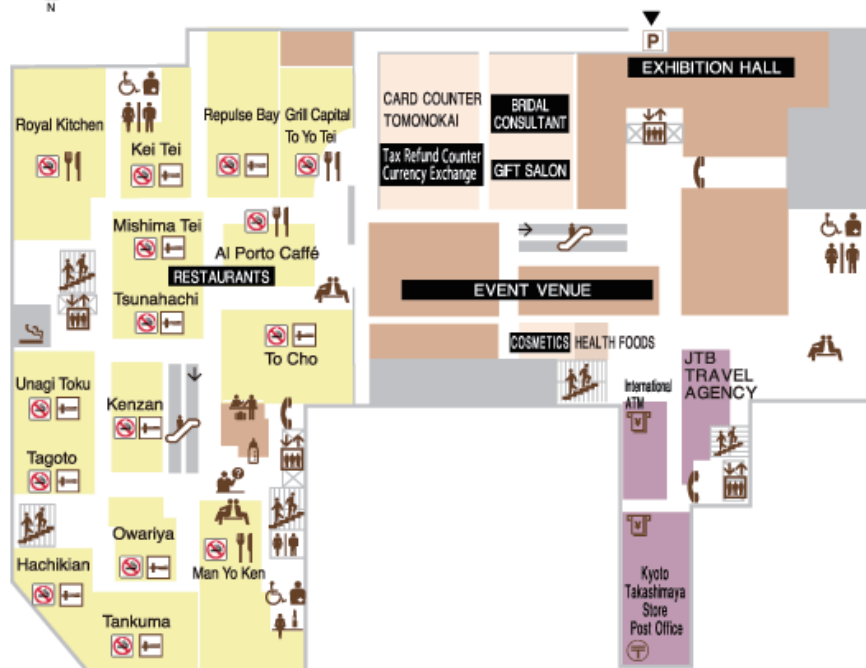 N
P
EXHIBITION HALL
CARD COUNTER
TOMONOKAI
BRIDAL
CONSULTANT
Tax Refund Counter
Currency Exchange
GIFT SALON
Royal Kitchen
Kei Tei
Repulse Bay
Grill Capital
To Yo Tei
Mishima Tei
Al Porto Caffé
RESTAURANTS
Tsunahachi
To Cho
EVENT VENUE
COSMETICS
HEALTH FOODS
Unagi Toku
Kenzan
Tagoto
International
ATM
¥
JTB
TRAVEL
AGENCY
?
Owariya
Hachikian
Man Yo Ken
Tankuma
¥
Kyoto
Takashimaya
Store
Post Office
〒